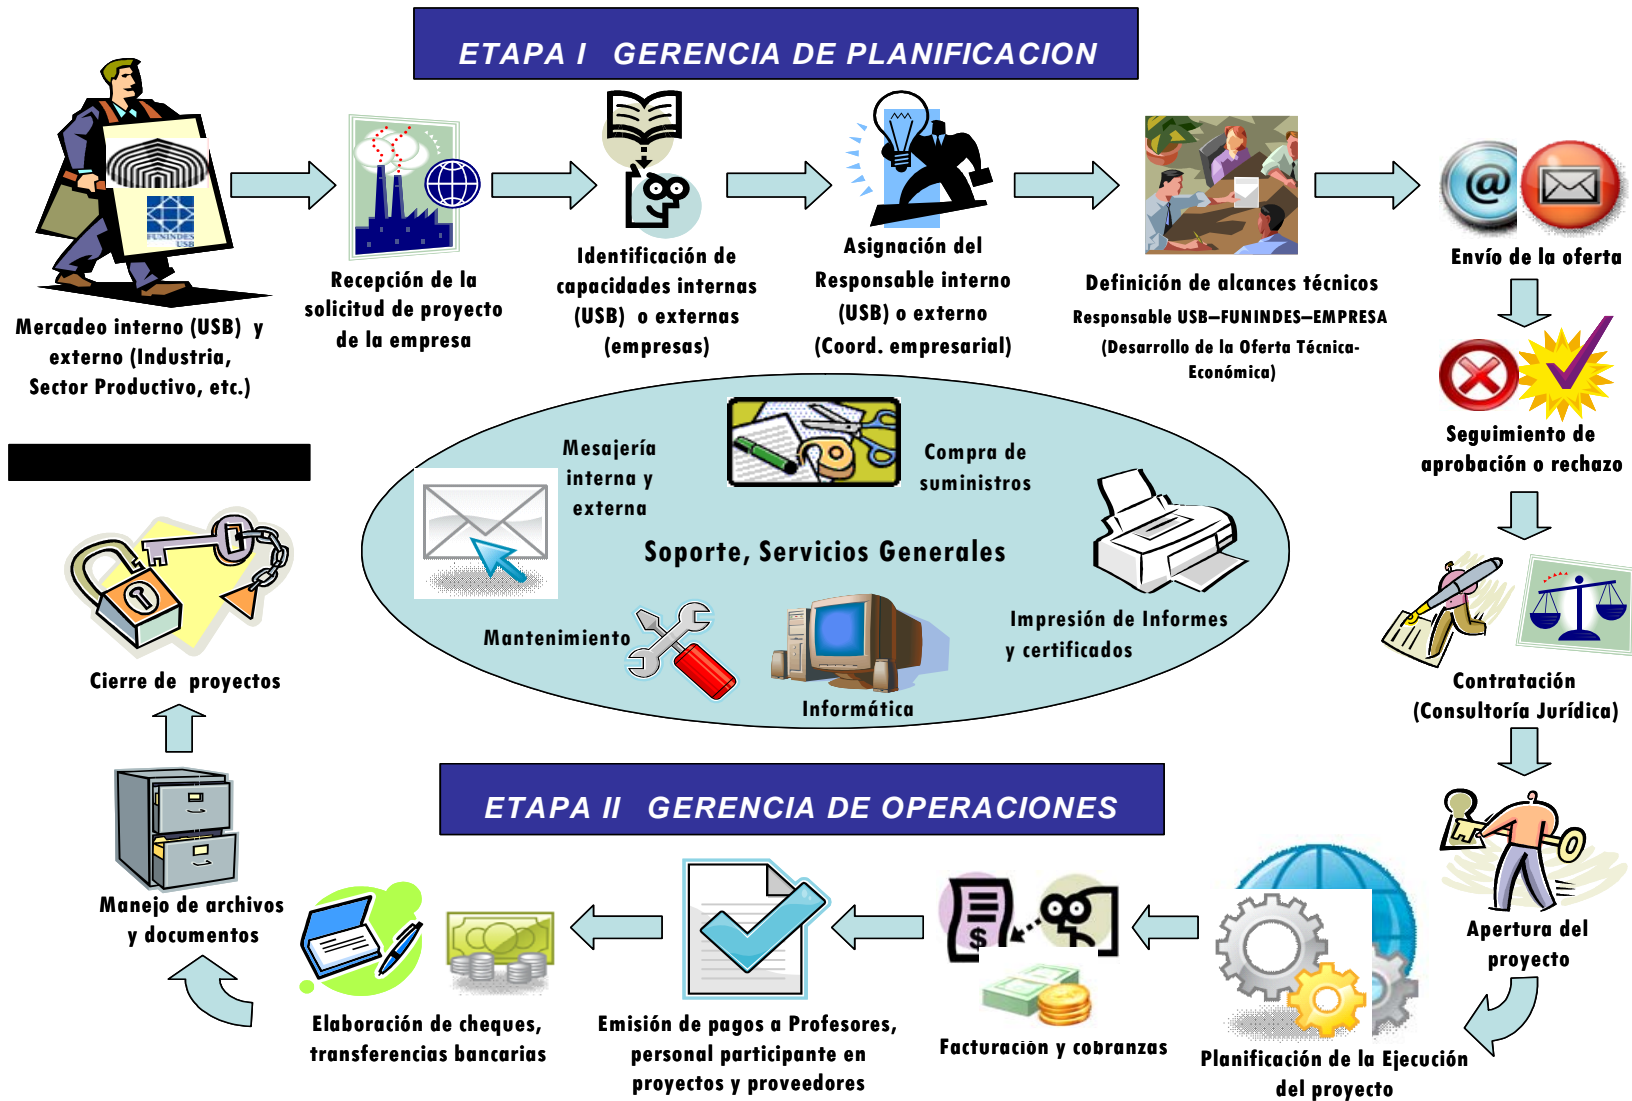 ETAPA I GERENCIA DE PLANIFICACION
FUNINDES
USB
Mercadeo interno (USB) y
externo (Industria,
Sector Productivo, etc.)
Recepción de la
solicitud de proyecto
de la empresa
Identificación de
capacidades internas
(USB) o externas
(empresas)
Asignación del
Responsable interno
(USB) o externo
(Coord. empresarial)
Definición de alcances técnicos
Responsable USB–FUNINDES–EMPRESA
(Desarrollo de la Oferta Técnica-
Económica)
@
Envío de la oferta
Seguimiento de
aprobación o rechazo
Contratación
(Consultoría Jurídica)
Apertura del
proyecto
Mesajería
interna y
externa
Compra de
suministros
Soporte, Servicios Generales
Mantenimiento
Informática
Impresión de Informes
y certificados
ETAPA II GERENCIA DE OPERACIONES
Planificación de la Ejecución
del proyecto
$
Facturación y cobranzas
Emisión de pagos a Profesores,
personal participante en
proyectos y proveedores
Elaboración de cheques,
transferencias bancarias
Manejo de archivos
y documentos
Cierre de proyectos